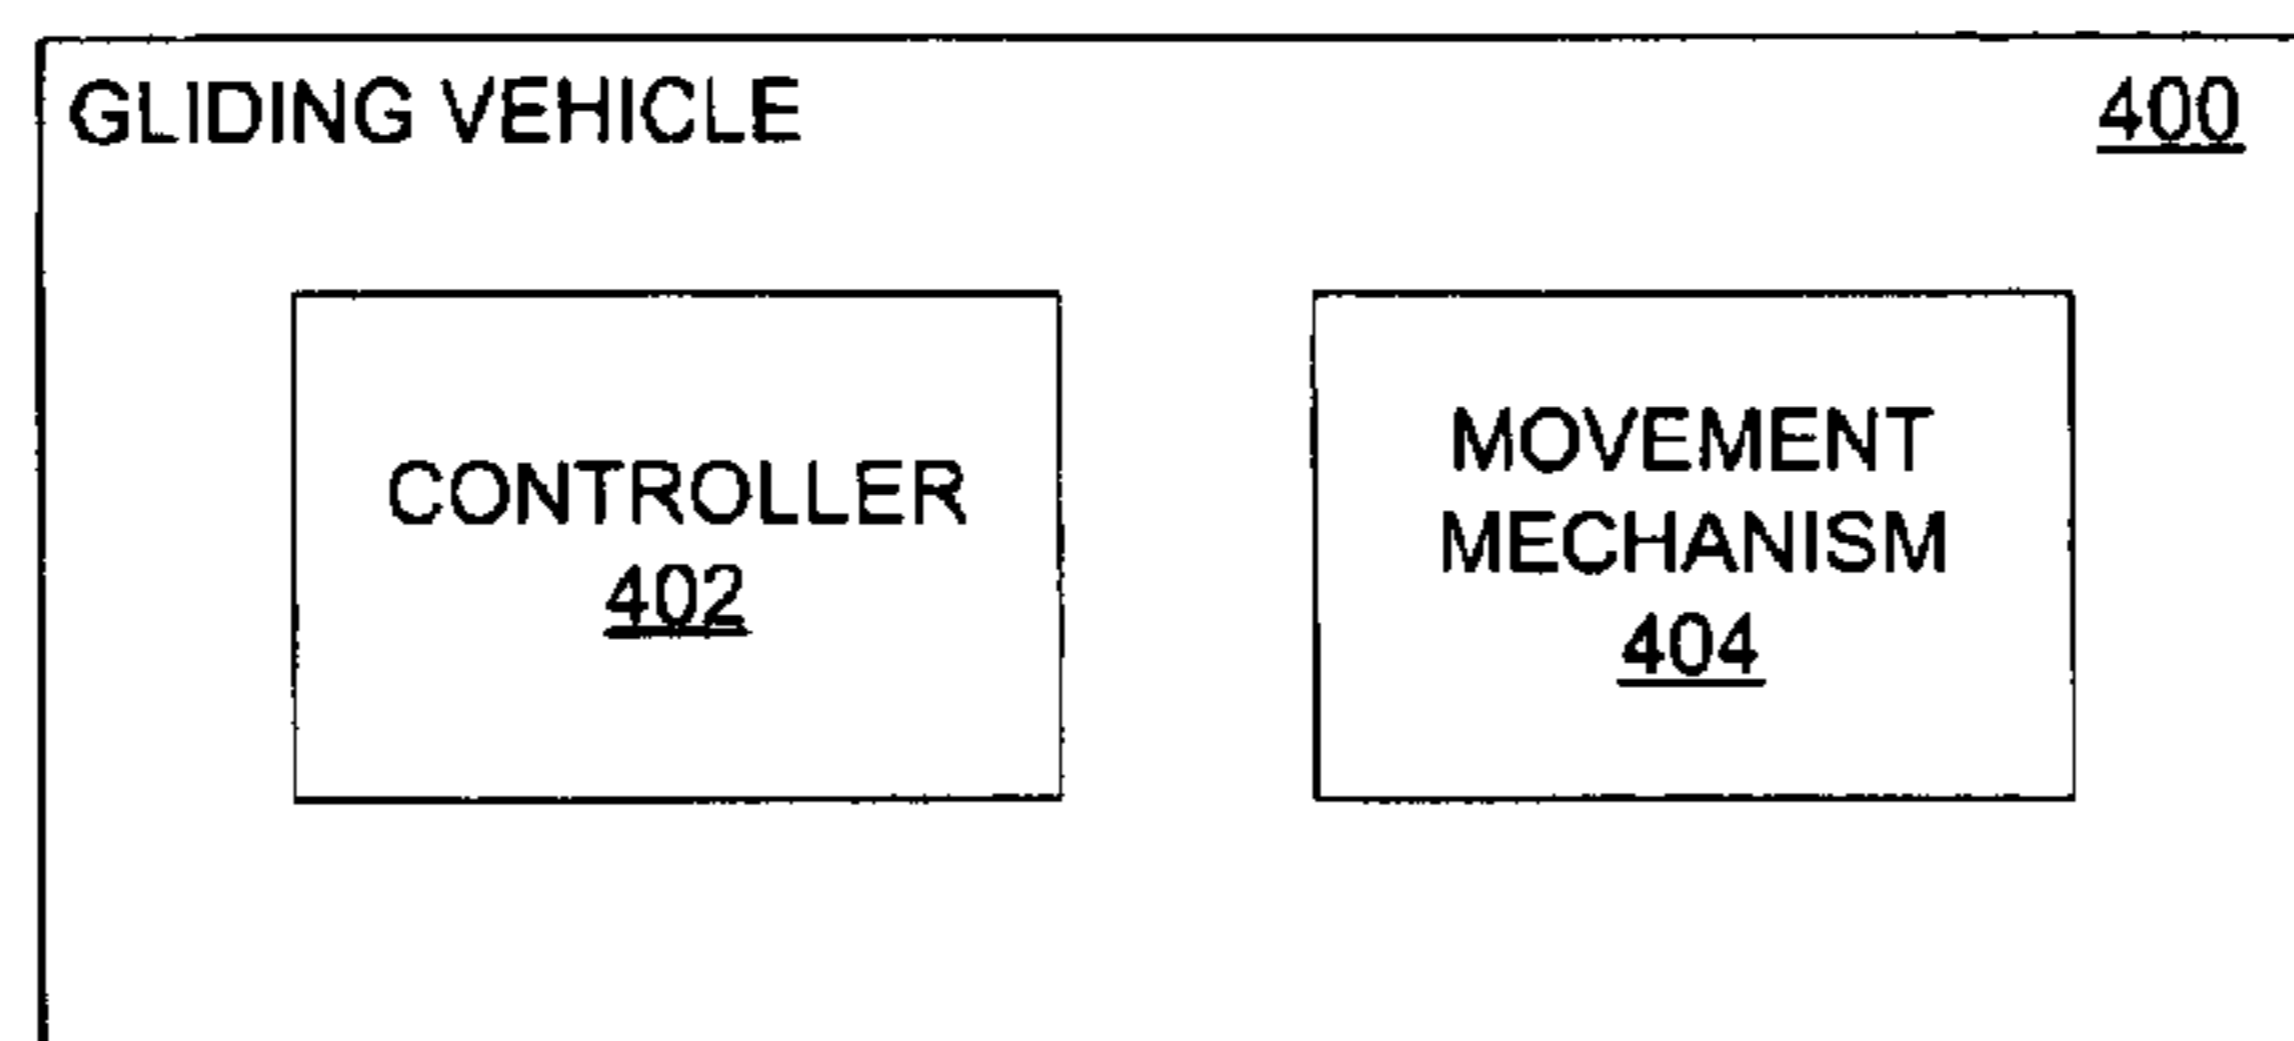 GLIDING VEHICLE 400
CONTROLLER
402
MOVEMENT
MECHANISM
404